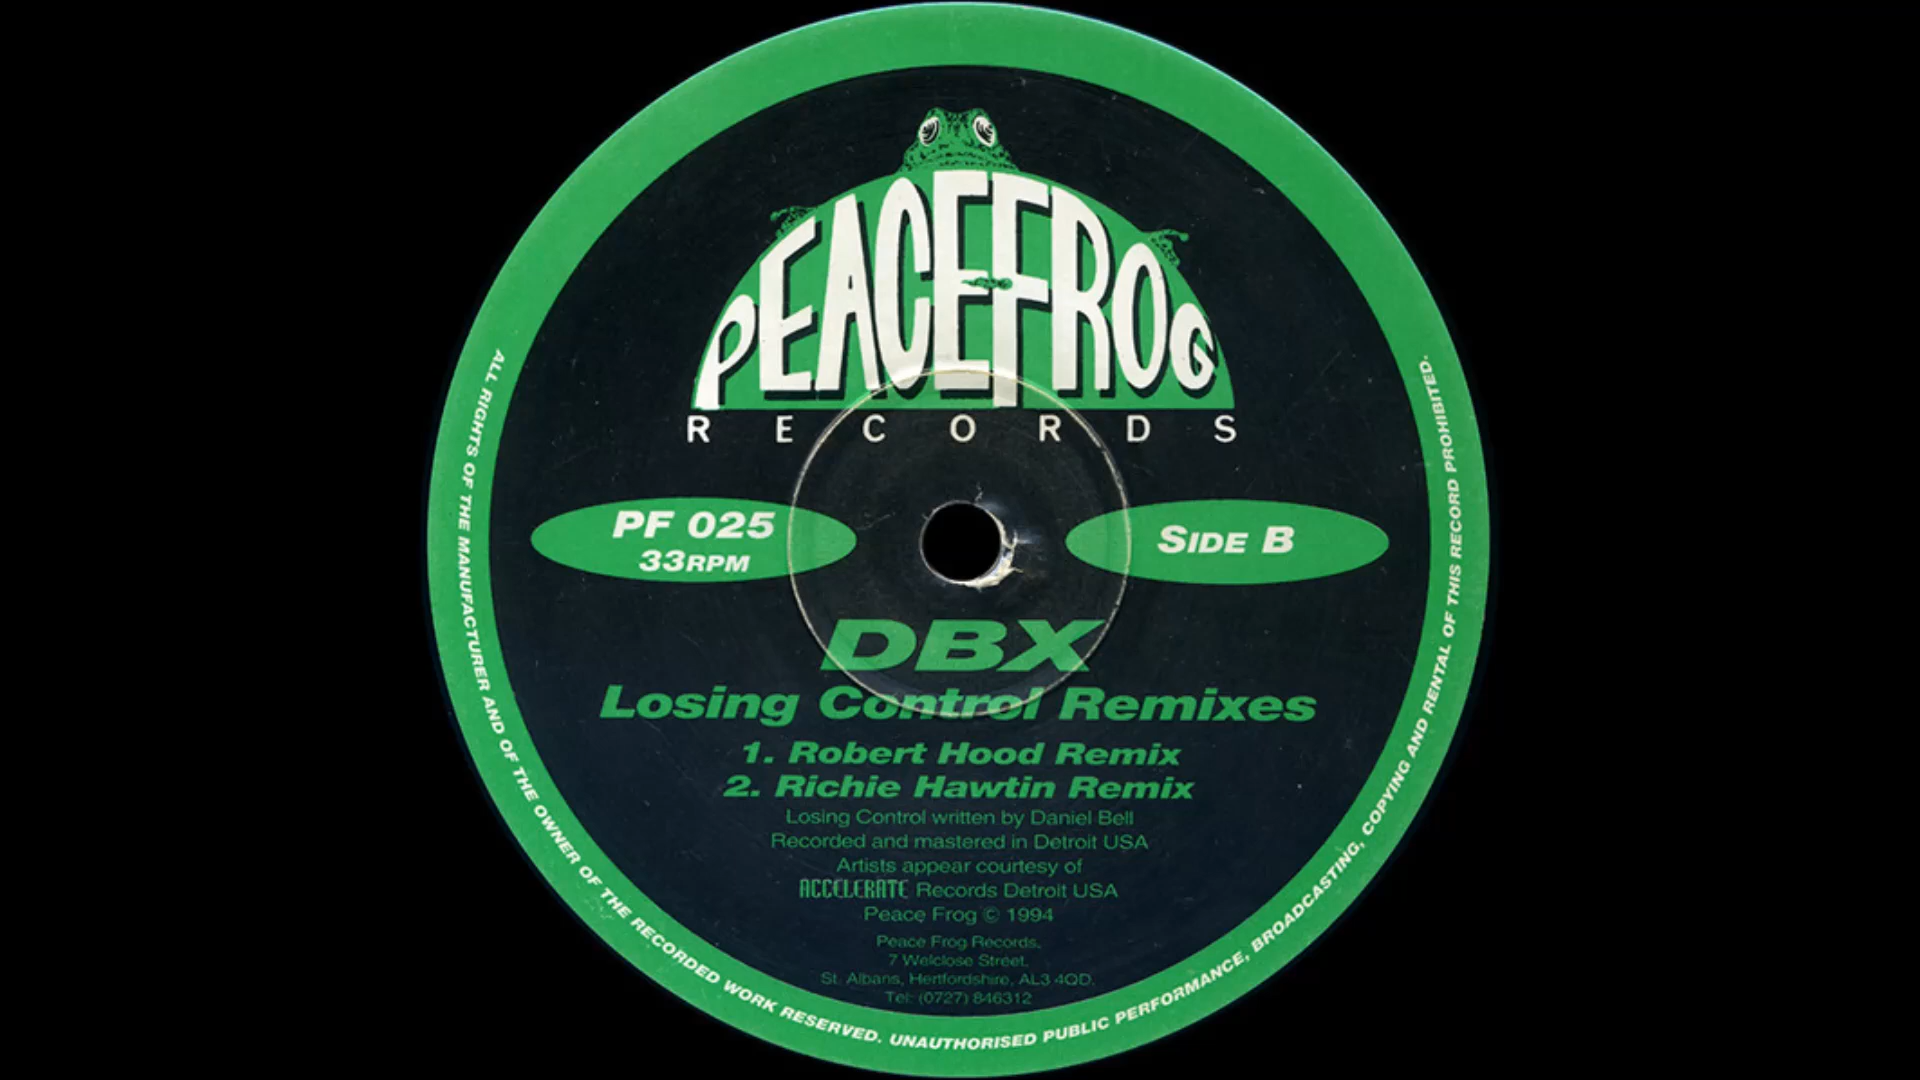 PEACEFROG
RECORDS
PF 025
33RPM
SIDE B
DBX
Losing Control Remixes
1. Robert Hood Remix
2. Richie Hawtin Remix
Losing Control written by Daniel Bell
Recorded and mastered in Detroit USA
Artists appear courtesy of
ACCELERATE Records Detroit USA
Peace Frog © 1994
Peace Frog Records,
7 Welclose Street,
St. Albans, Hertfordshire, AL3 4QD.
Tel: (0727) 846312
ALL RIGHTS OF THE MANUFACTURER AND OF THE OWNER OF THE RECORDED WORK RESERVED. UNAUTHORISED PUBLIC PERFORMANCE, BROADCASTING, COPYING AND RENTAL OF THIS RECORD PROHIBITED.